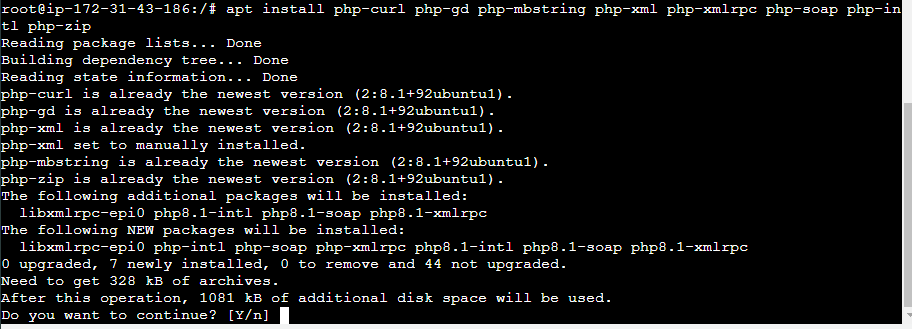 root@ip-172-31-43-186:/# apt install php-curl php-gd php-mbstring php-xml php-xmlrpc php-soap php-in
tl php-zip
Reading package lists... Done
Building dependency tree... Done
Reading state information... Done
php-curl is already the newest version (2:8.1+92ubuntu1).
php-gd is already the newest version (2:8.1+92ubuntu1).
php-xml is already the newest version (2:8.1+92ubuntu1).
php-xml set to manually installed.
php-mbstring is already the newest version (2:8.1+92ubuntu1).
php-zip is already the newest version (2:8.1+92ubuntu1).
The following additional packages will be installed:
  libxmlrpc-epi0 php8.1-intl php8.1-soap php8.1-xmlrpc
The following NEW packages will be installed:
  libxmlrpc-epi0 php-intl php-soap php-xmlrpc php8.1-intl php8.1-soap php8.1-xmlrpc
0 upgraded, 7 newly installed, 0 to remove and 44 not upgraded.
Need to get 328 kB of archives.
After this operation, 1081 kB of additional disk space will be used.
Do you want to continue? [Y/n]